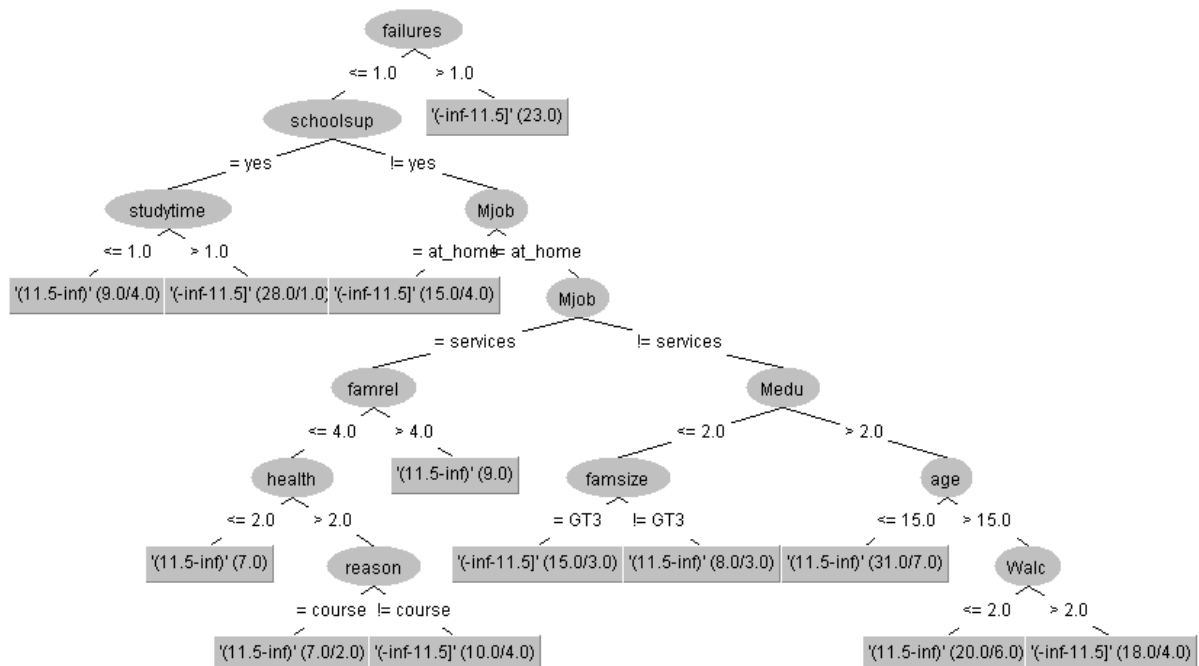 failures
<= 1.0 > 1.0
schoolsup '(-inf-11.5]' (23.0)
= yes != yes
studytime Mjob
<= 1.0 > 1.0 = at_home != at_home
'(11.5-inf)' (9.0/4.0) '(-inf-11.5]' (28.0/1.0) '(-inf-11.5]' (15.0/4.0) Mjob
= services != services
famrel Medu
<= 4.0 > 4.0 <= 2.0 > 2.0
health '(11.5-inf)' (9.0) famsize age
<= 2.0 > 2.0 = GT3 != GT3 <= 15.0 > 15.0
'(11.5-inf)' (7.0) reason '(-inf-11.5]' (15.0/3.0) '(11.5-inf)' (8.0/3.0) '(11.5-inf)' (31.0/7.0) Walc
= course != course <= 2.0 > 2.0
'(11.5-inf)' (7.0/2.0) '(-inf-11.5]' (10.0/4.0) '(11.5-inf)' (20.0/6.0) '(-inf-11.5]' (18.0/4.0)